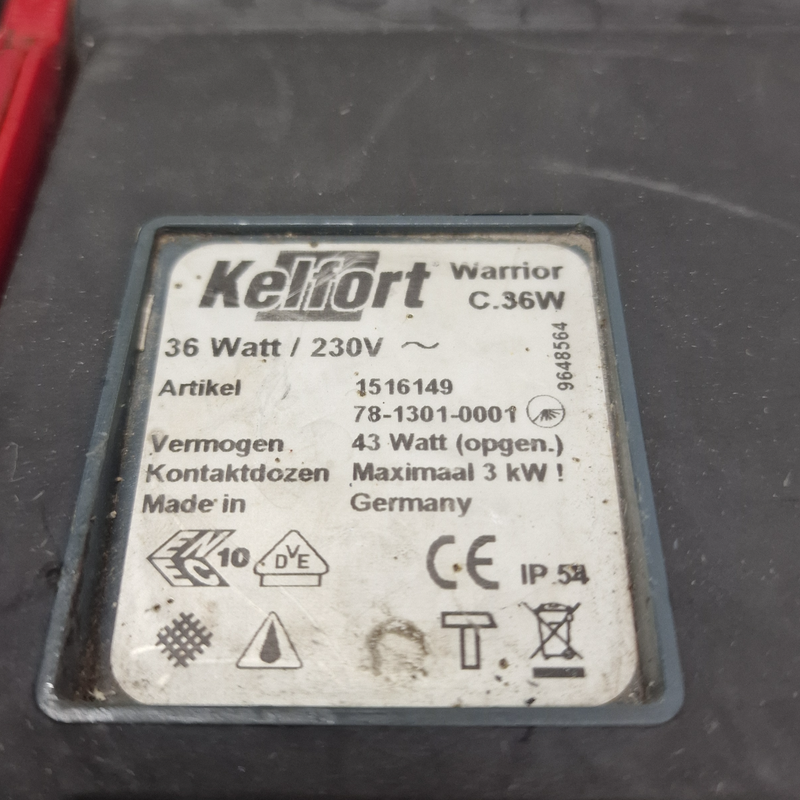 Kelfort Warrior
C.36W
36 Watt / 230V ~
9648564
Artikel 1516149
78-1301-0001
Vermogen 43 Watt (opgen.)
Kontaktdozen Maximaal 3 kW !
Made in Germany
ENEC 10 DVE CE IP 54
T